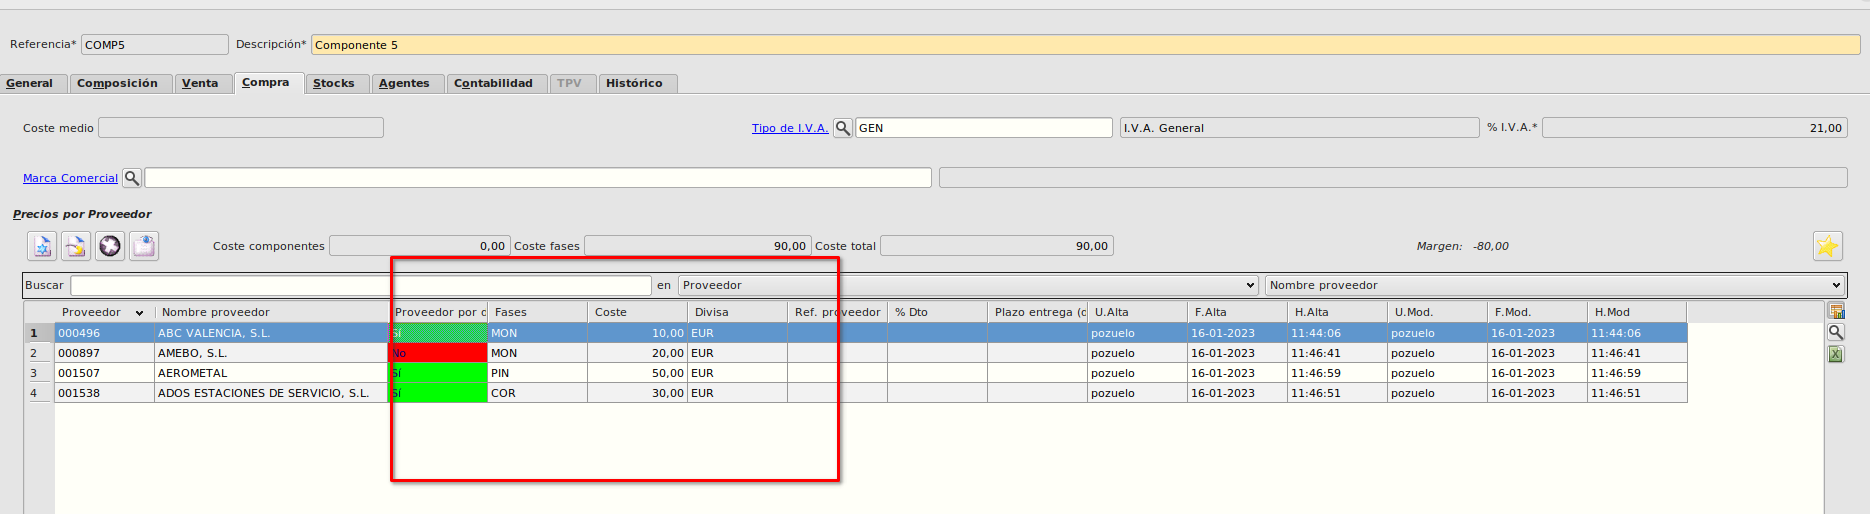 Referencia* COMP5 Descripción* Componente 5
General Composición Venta Compra Stocks Agentes Contabilidad TPV Histórico
Coste medio Tipo de I.V.A. GEN I.V.A. General % I.V.A.* 21,00
Marca Comercial
Precios por Proveedor
Coste componentes 0,00 Coste fases 90,00 Coste total 90,00 Margen: -80,00
Buscar en Proveedor Nombre proveedor
Proveedor Nombre proveedor Proveedor por d Fases Coste Divisa Ref. proveedor % Dto Plazo entrega (d U.Alta F.Alta H.Alta U.Mod. F.Mod. H.Mod
1 000496 ABC VALENCIA, S.L. Sí MON 10,00 EUR pozuelo 16-01-2023 11:44:06 pozuelo 16-01-2023 11:44:06
2 000897 AMEBO, S.L. No MON 20,00 EUR pozuelo 16-01-2023 11:46:41 pozuelo 16-01-2023 11:46:41
3 001507 AEROMETAL Sí PIN 50,00 EUR pozuelo 16-01-2023 11:46:59 pozuelo 16-01-2023 11:46:59
4 001538 ADOS ESTACIONES DE SERVICIO, S.L. Sí COR 30,00 EUR pozuelo 16-01-2023 11:46:51 pozuelo 16-01-2023 11:46:51